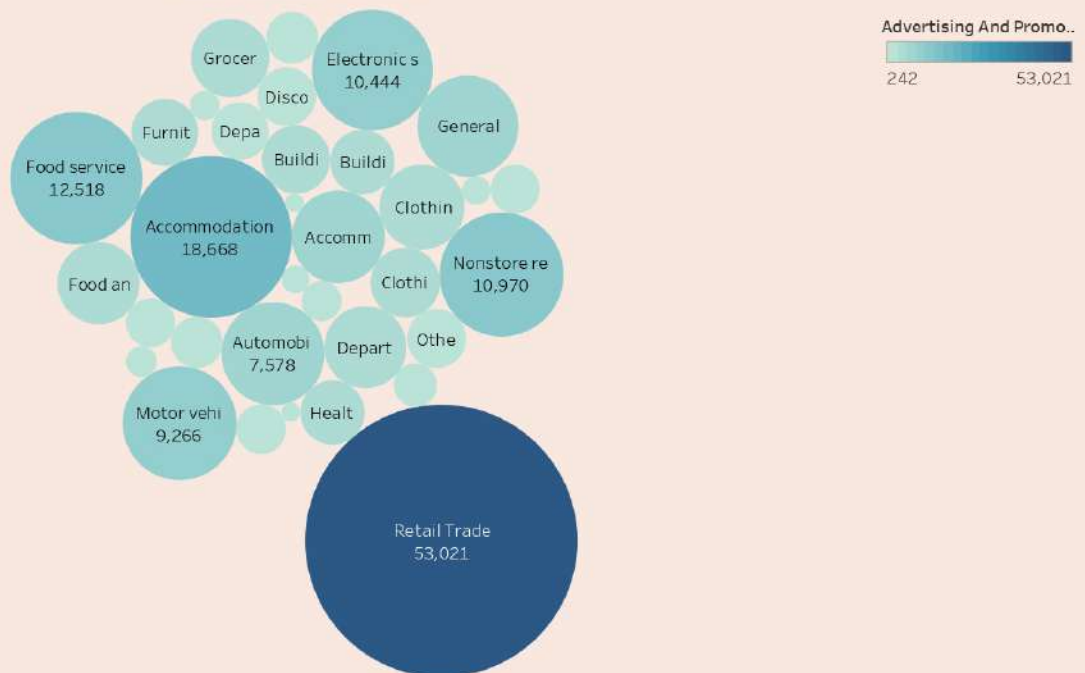 Advertising And Promo..
242 53,021
Grocer
Electronic s
10,444
Disco
General
Furnit
Depa
Buildi
Buildi
Food service
12,518
Clothin
Accommodation
18,668
Accomm
Nonstore re
10,970
Food an
Clothi
Automobi
7,578
Depart
Othe
Motor vehi
9,266
Healt
Retail Trade
53,021